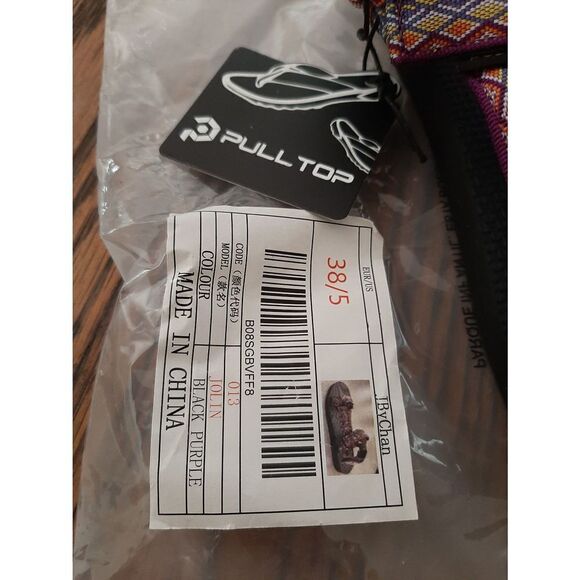 PULL TOP
!ByChan
EUR/US
38/5
B08SGBVFF8
CODE (颜色代码) 013
MODEL (款名) JOLIN
COLOUR BLACK PURPLE
MADE IN CHINA